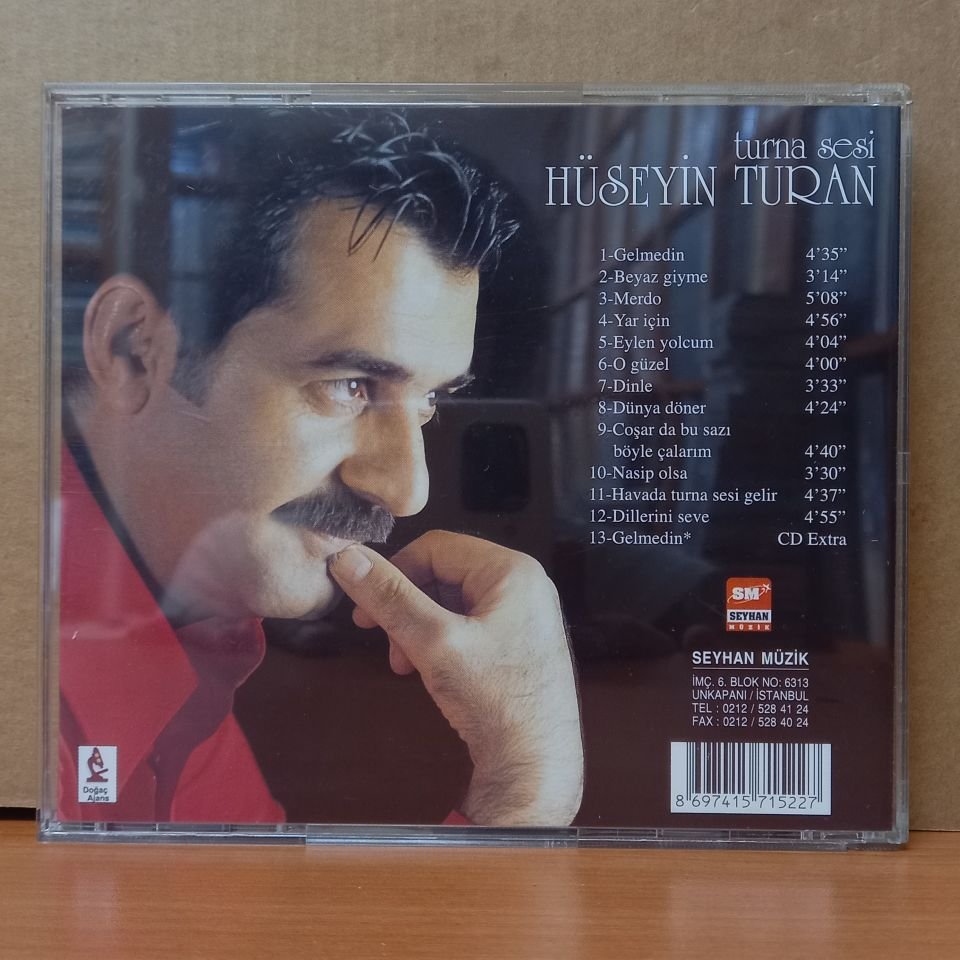 turna sesi
HÜSEYİN TURAN
1-Gelmedin 4'35”
2-Beyaz giyme 3'14”
3-Merdo 5'08”
4-Yar için 4'56”
5-Eylen yolcum 4'04”
6-O güzel 4'00”
7-Dinle 3'33”
8-Dünya döner 4'24”
9-Coşar da bu sazı
böyle çalarım 4'40”
10-Nasip olsa 3'30”
11-Havada turna sesi gelir 4'37”
12-Dillerini seve 4'55”
13-Gelmedin* CD Extra
SM
SEYHAN
MÜZİK
SEYHAN MÜZİK
İMÇ. 6. BLOK NO: 6313
UNKAPANI / İSTANBUL
TEL : 0212 / 528 41 24
FAX : 0212 / 528 40 24
8 697415 715227
Doğaç
Ajans